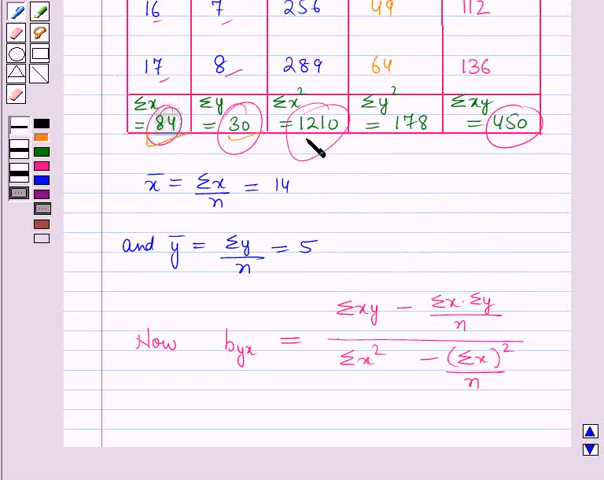 16 7 256 49 112
17 8 289 64 136
Σx Σy Σx² Σy² Σxy
= 84 = 30 = 1210 = 178 = 450
x̄ = Σx/n = 14
and ȳ = Σy/n = 5
Now byx = (Σxy − (Σx·Σy)/n) / (Σx² − (Σx)²/n)